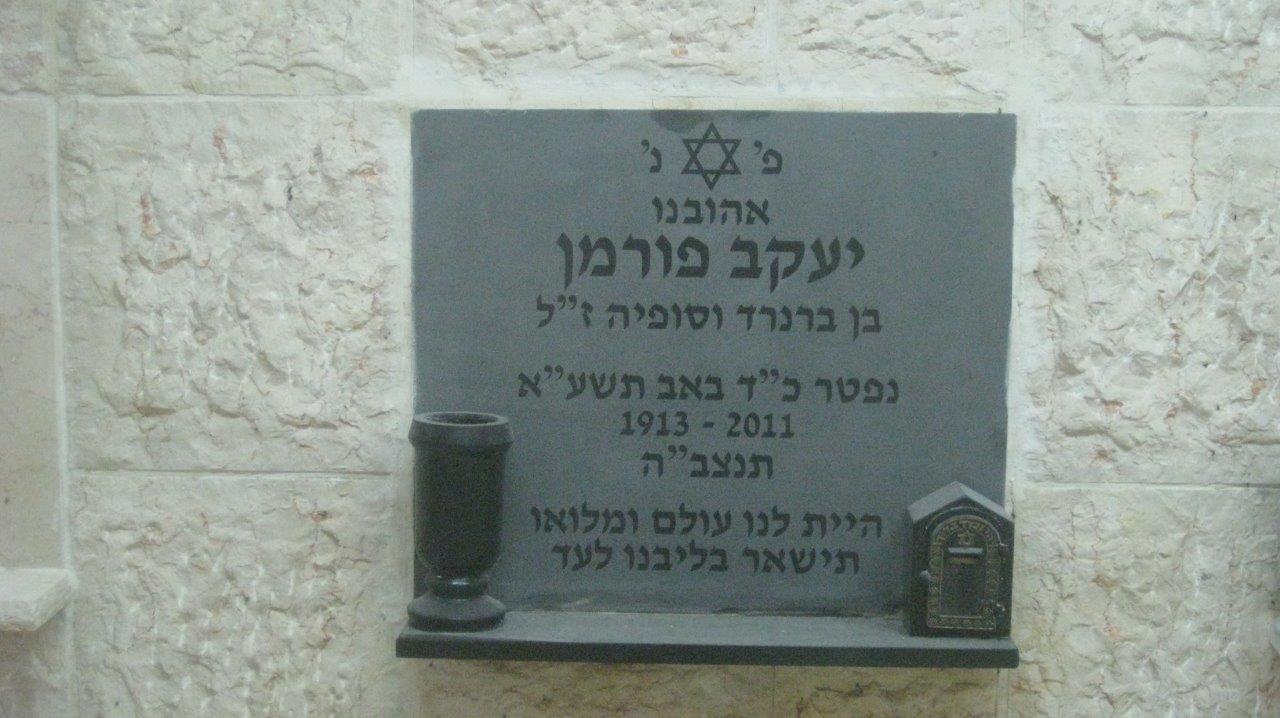 פ' נ'
אהובנו
יעקב פורמן
בן ברנרד וסופיה ז"ל
נפטר כ"ד באב תשע"א
1913 - 2011
תנצב"ה
היית לנו עולם ומלואו
תישאר בליבנו לעד